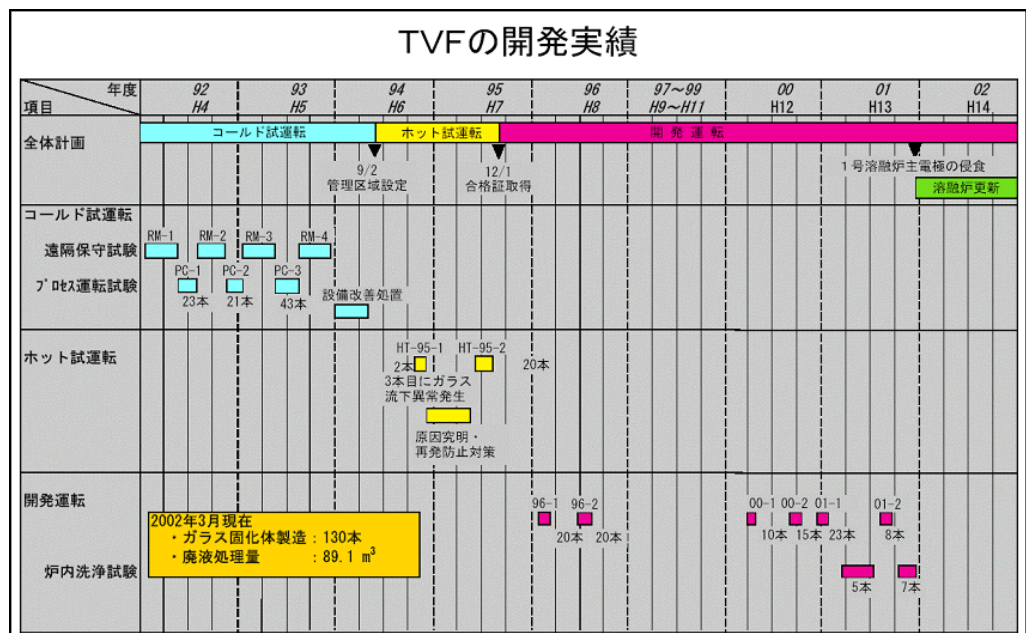 TVFの開発実績
年度
項目
92 93 94 95 96 97～99 00 01 02
H4 H5 H6 H7 H8 H9～H11 H12 H13 H14
全体計画
コールド試運転 ホット試運転 開発運転
9/2
管理区域設定
12/1
合格証取得
1号溶融炉主電極の侵食
溶融炉更新
コールド試運転
遠隔保守試験
RM-1 RM-2 RM-3 RM-4
プロセス運転試験
PC-1 PC-2 PC-3
23本 21本 43本
設備改善処置
ホット試運転
HT-95-1 HT-95-2
2本 20本
3本目にガラス
流下異常発生
原因究明・
再発防止対策
開発運転
96-1 96-2 00-1 00-2 01-1 01-2
20本 20本 10本 15本 23本 8本
2002年3月現在
・ガラス固化体製造：130本
・廃液処理量 ：89.1 m³
炉内洗浄試験
5本 7本